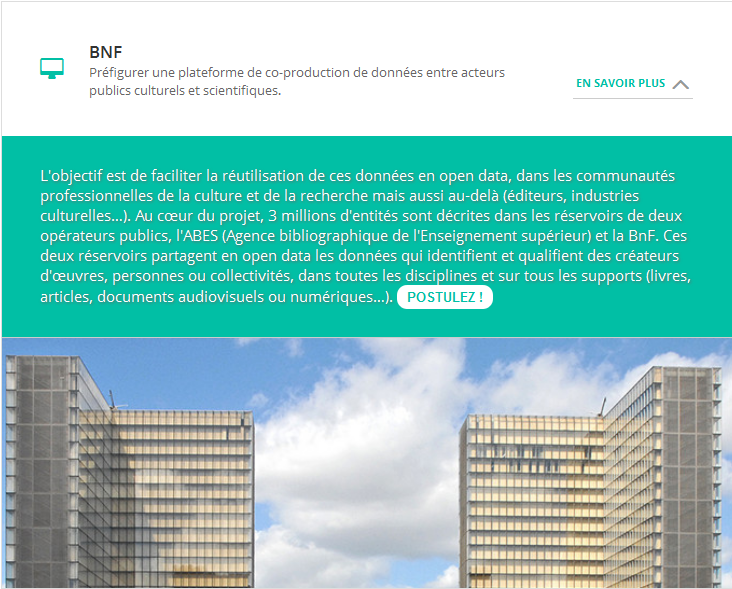 BNF
Préfigurer une plateforme de co-production de données entre acteurs
publics culturels et scientifiques.
EN SAVOIR PLUS
L'objectif est de faciliter la réutilisation de ces données en open data, dans les communautés
professionnelles de la culture et de la recherche mais aussi au-delà (éditeurs, industries
culturelles...). Au cœur du projet, 3 millions d'entités sont décrites dans les réservoirs de deux
opérateurs publics, l'ABES (Agence bibliographique de l'Enseignement supérieur) et la BnF. Ces
deux réservoirs partagent en open data les données qui identifient et qualifient des créateurs
d'œuvres, personnes ou collectivités, dans toutes les disciplines et sur tous les supports (livres,
articles, documents audiovisuels ou numériques...). POSTULEZ !